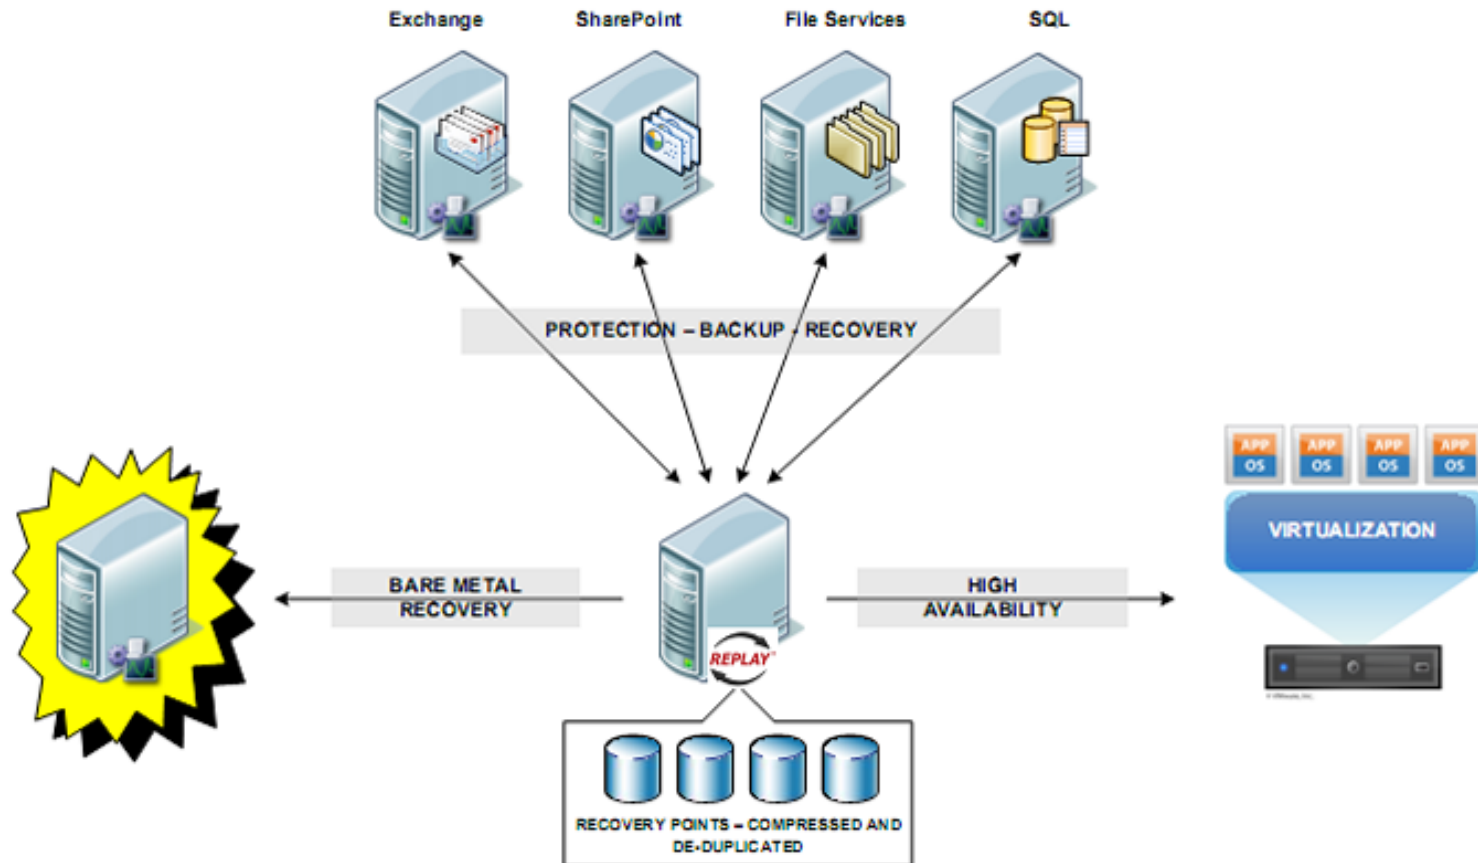 Exchange
SharePoint
File Services
SQL
PROTECTION – BACKUP - RECOVERY
APP
OS
APP
OS
APP
OS
APP
OS
VIRTUALIZATION
BARE METAL
RECOVERY
HIGH
AVAILABILITY
REPLAY™
RECOVERY POINTS – COMPRESSED AND
DE-DUPLICATED